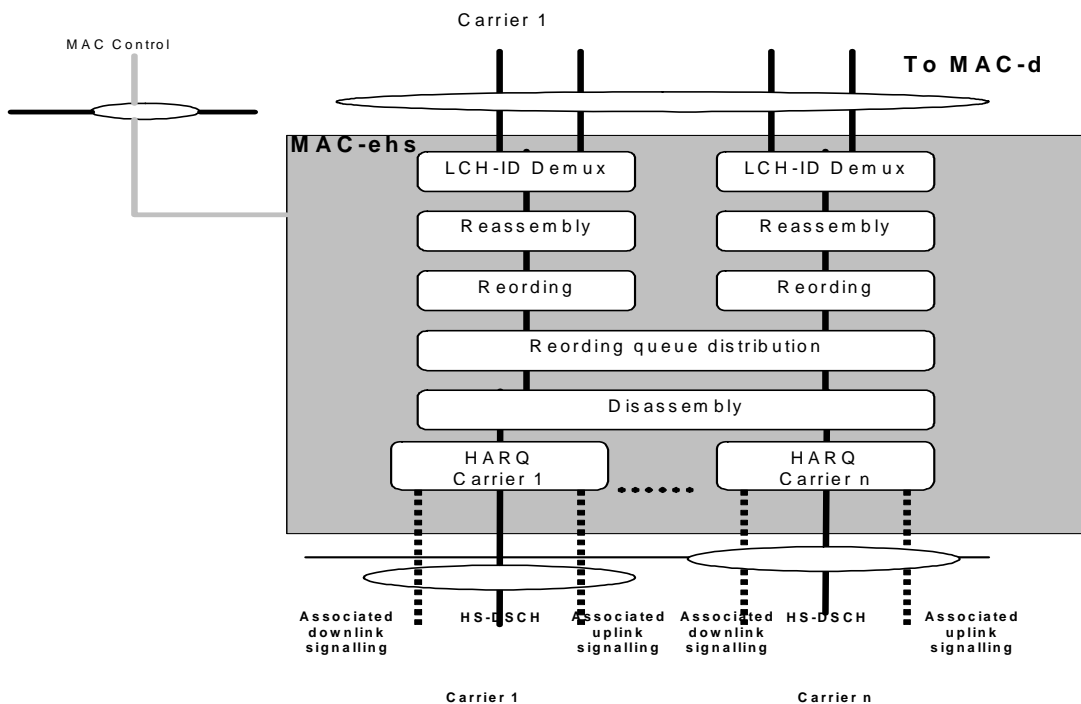 Carrier 1
MAC Control
To MAC-d
MAC-ehs
LCH-ID Demux
LCH-ID Demux
Reassembly
Reassembly
Reording
Reording
Reording queue distribution
Disassembly
HARQ
Carrier 1
HARQ
Carrier n
Associated
downlink
signalling
HS-DSCH
Associated
uplink
signalling
Associated
downlink
signalling
HS-DSCH
Associated
uplink
signalling
Carrier 1
Carrier n